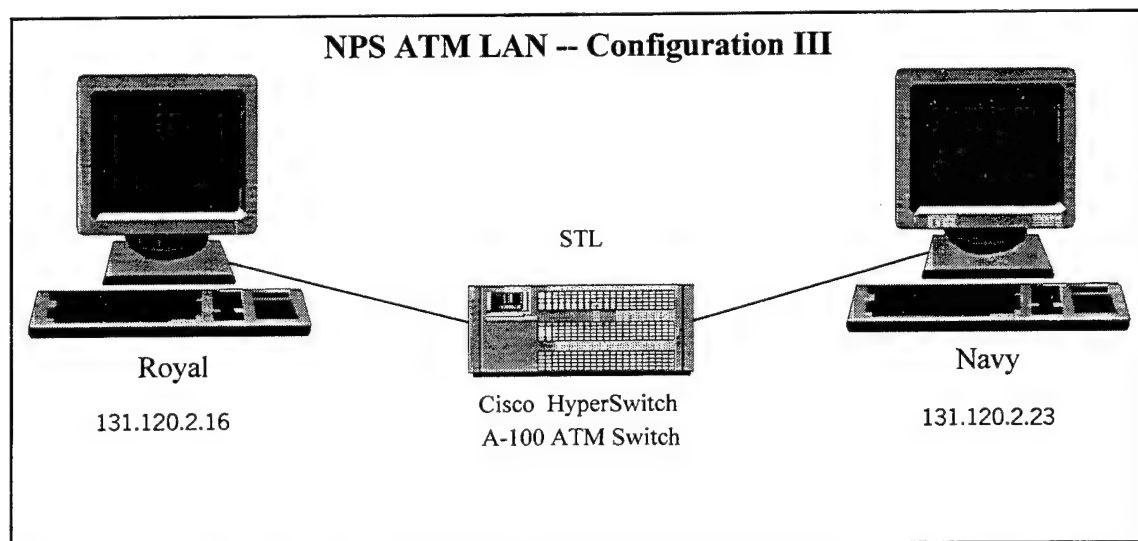 NPS ATM LAN -- Configuration III
STL
Royal
131.120.2.16
Cisco HyperSwitch
A-100 ATM Switch
Navy
131.120.2.23